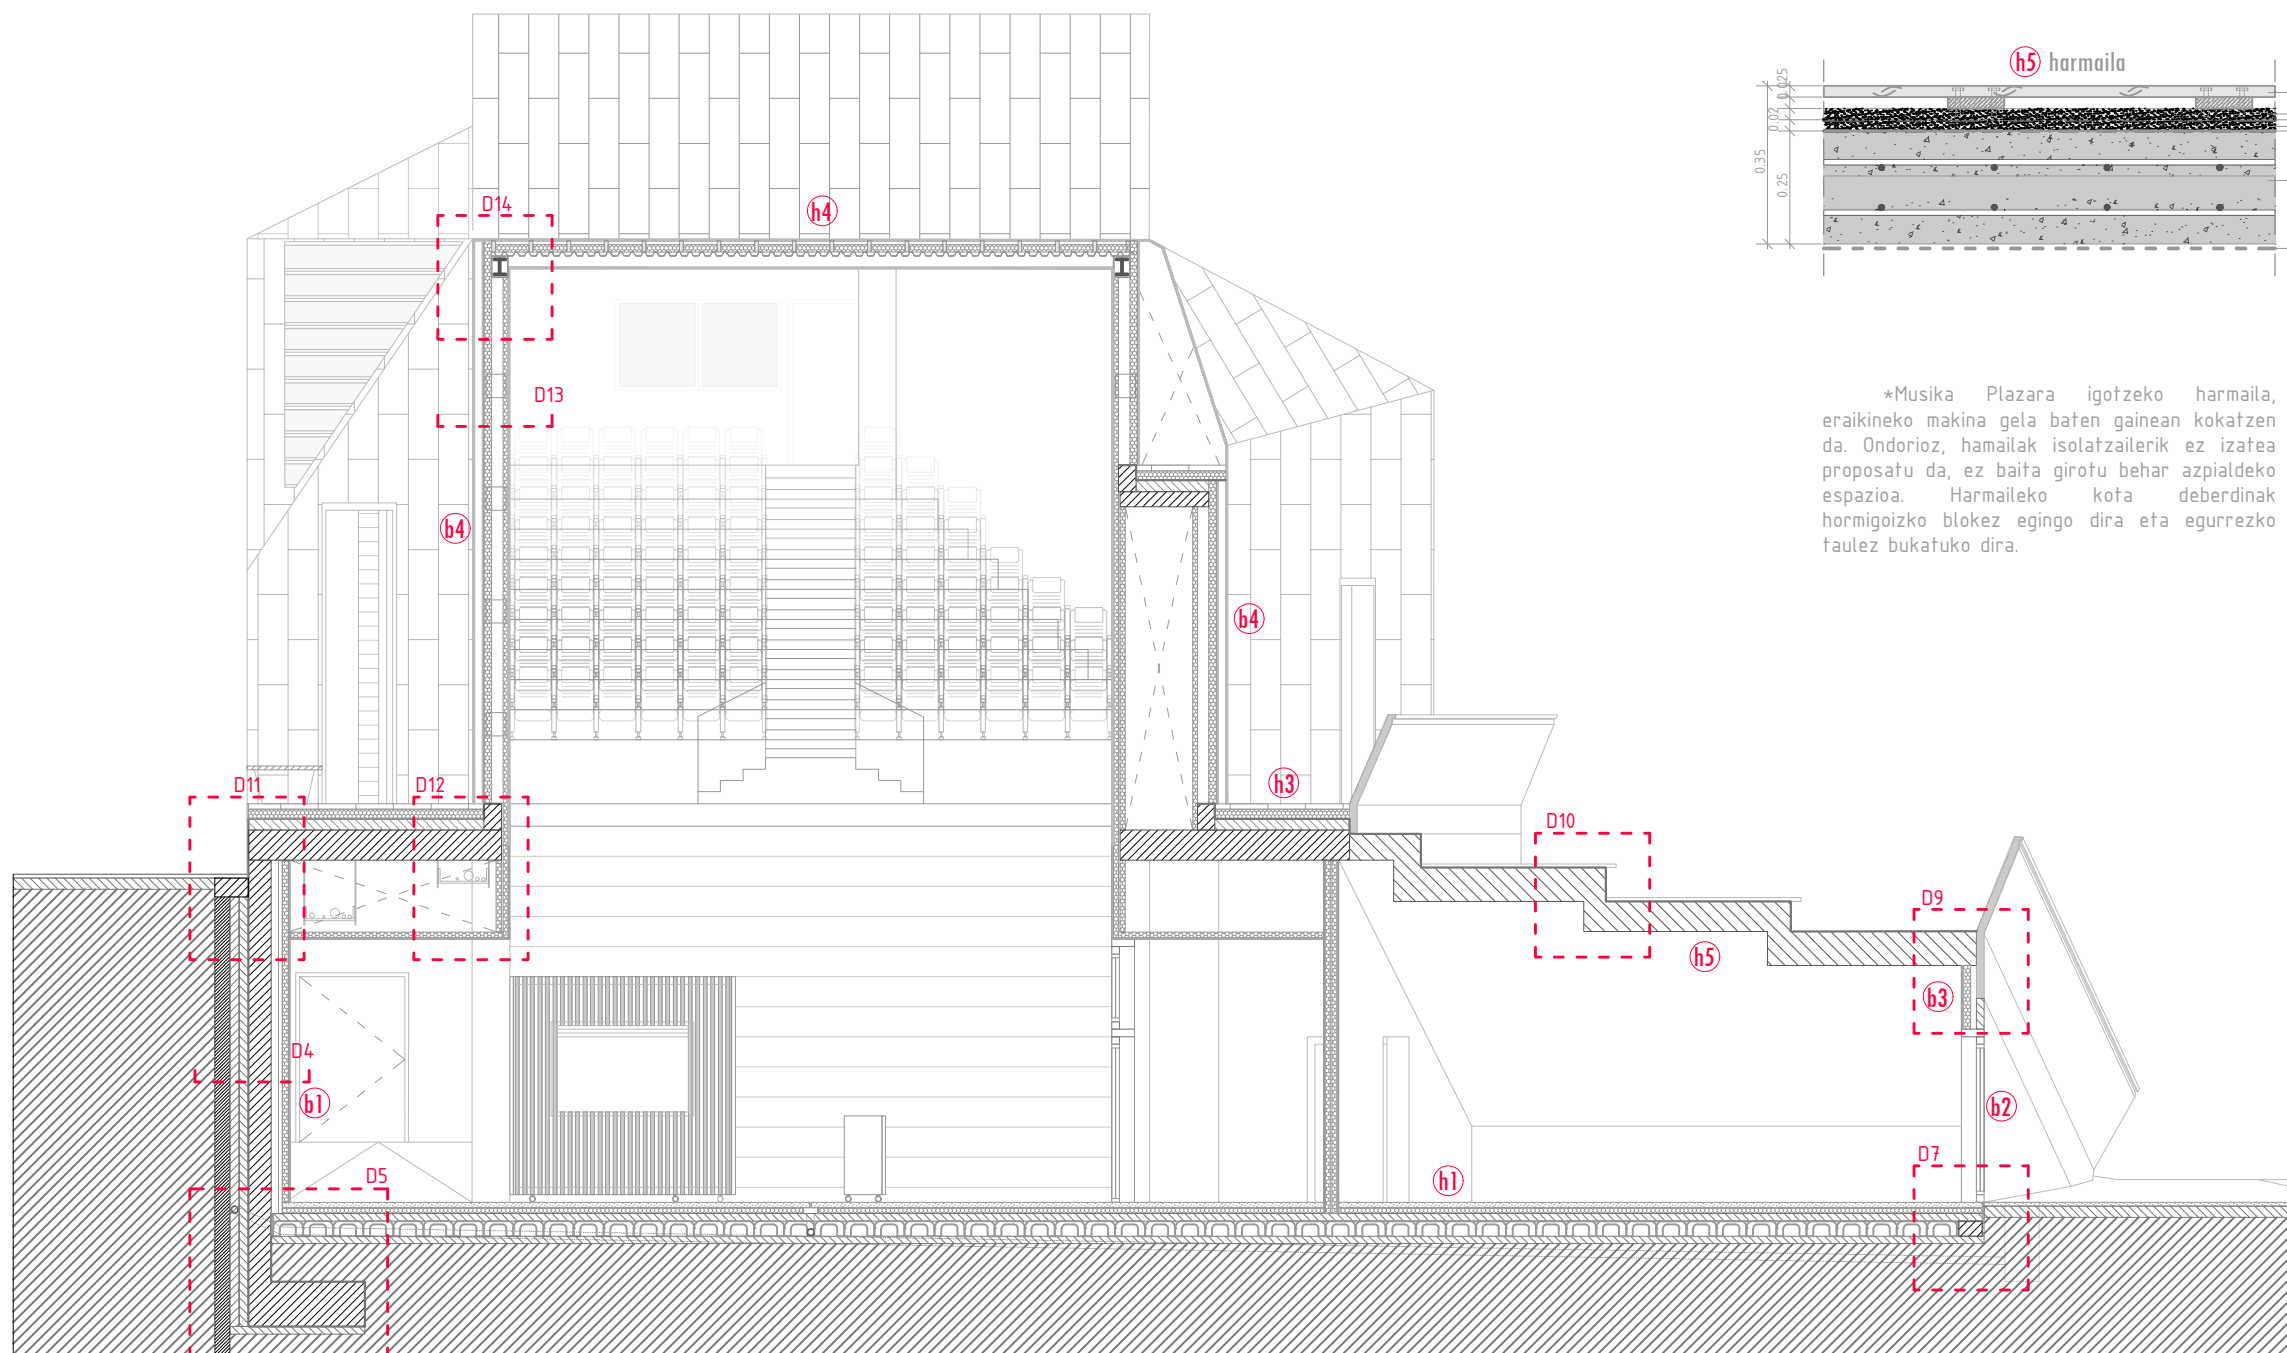 h5 harmaila
0.025
0.02
0.35
0.25
D14
h4
D13
*Musika Plazara igotzeko harmaila,
eraikineko makina gela baten gainean kokatzen
da. Ondorioz, hamailak isolatzailerik ez izatea
proposatu da, ez baita girotu behar azpialdeko
espazioa. Harmaileko kota deberdinak
hormigoizko blokez egingo dira eta egurrezko
taulez bukatuko dira.
b4
b4
D11
D12
h3
D10
D9
h5
b3
D4
b1
b2
D7
D5
h1